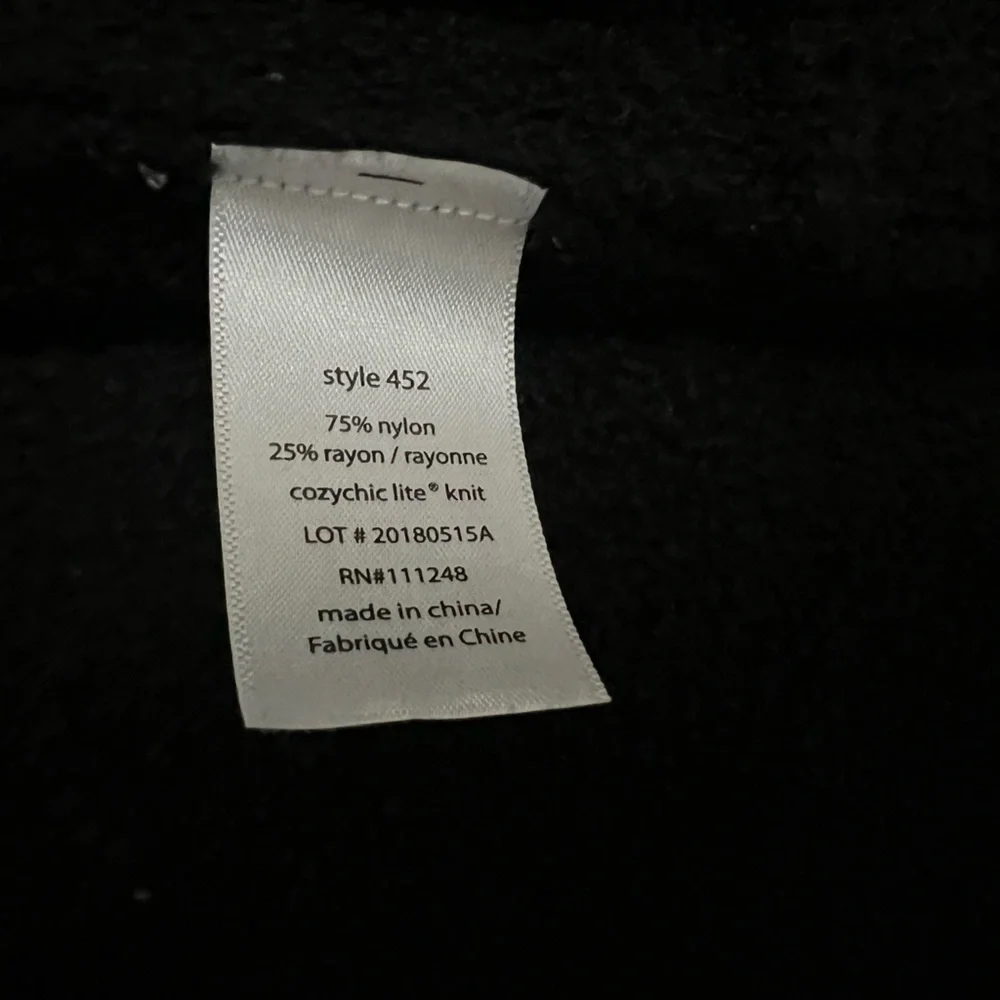 style 452
75% nylon
25% rayon / rayonne
cozychic lite® knit
LOT # 20180515A
RN#111248
made in china/
Fabriqué en Chine